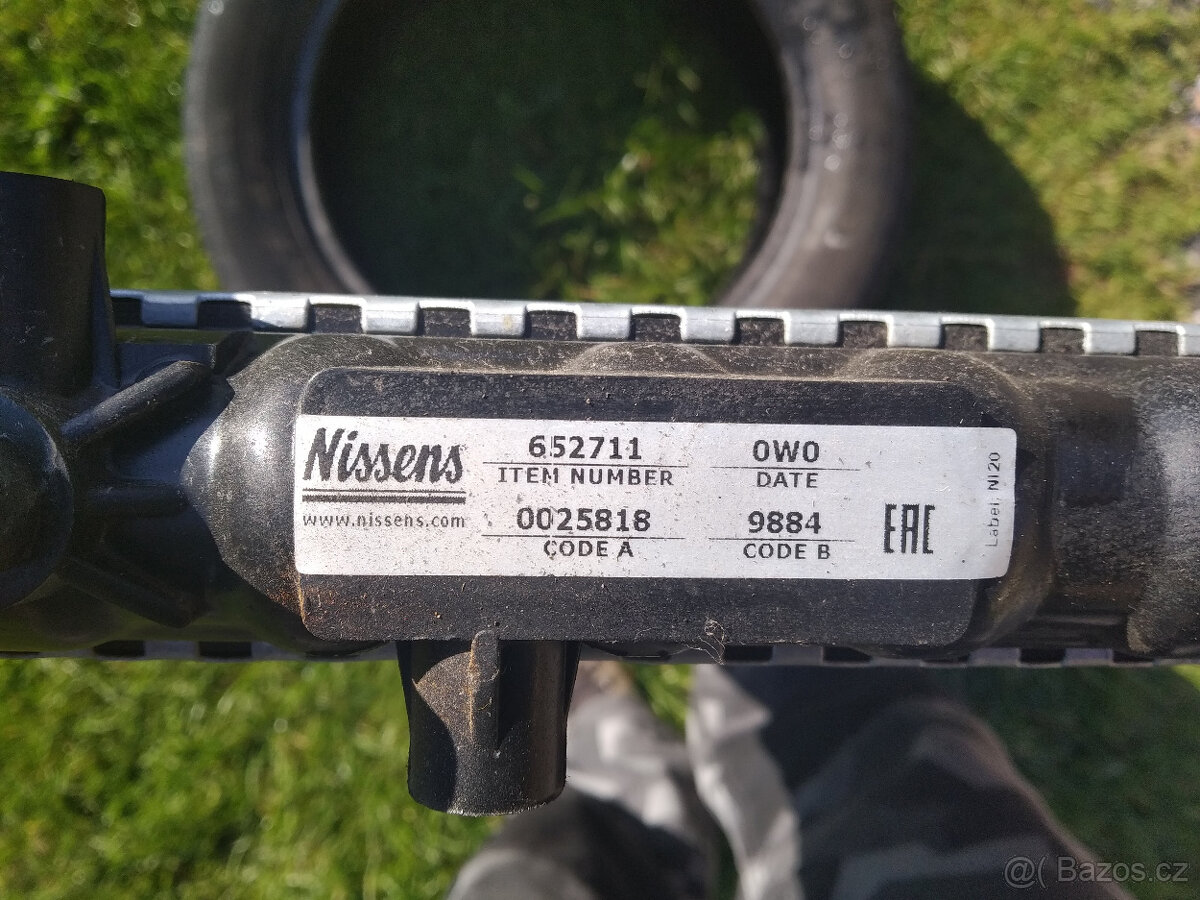 Nissens
www.nissens.com
652711
ITEM NUMBER
0025818
CODE A
0W0
DATE
9884
CODE B
EAC
Label: NI20
@( Bazos.cz